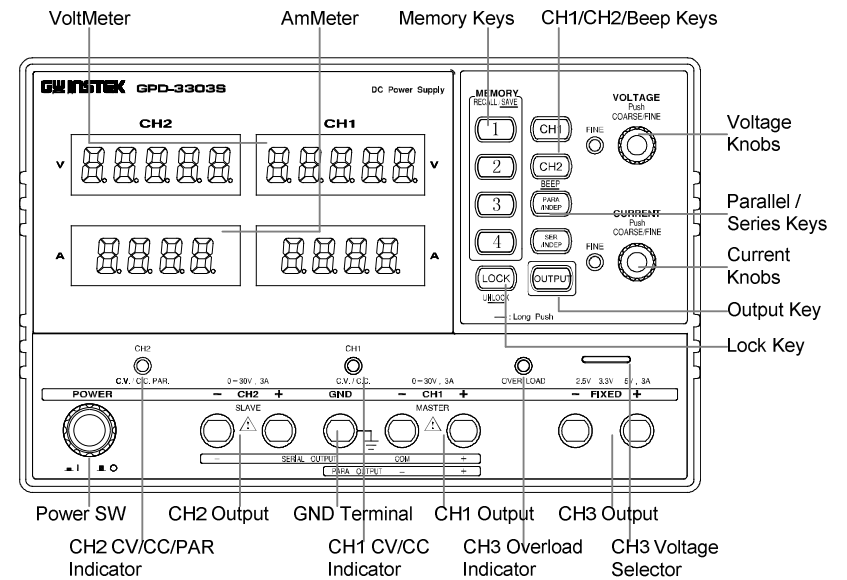 VoltMeter
AmMeter
Memory Keys
CH1/CH2/Beep Keys
GW INSTEK GPD-3303S
DC Power Supply
CH2
CH1
V
V
A
A
MEMORY
RECALL/SAVE
1
2
3
4
LOCK
UNLOCK
CH1
CH2
BEEP
PARA
/INDEP
SER
/INDEP
OUTPUT
: Long Push
VOLTAGE
Push
COARSE/FINE
FINE
CURRENT
Push
COARSE/FINE
FINE
Voltage
Knobs
Parallel /
Series Keys
Current
Knobs
Output Key
Lock Key
CH2
CH1
C.V. / C.C. PAR.
0~30V , 3A
C.V. / C.C.
0~30V , 3A
OVERLOAD
2.5V 3.3V 5V , 3A
POWER
− CH2 +
GND
− CH1 +
− FIXED +
SLAVE
MASTER
− SERIAL OUTPUT COM +
PARA OUTPUT − +
I
O
Power SW
CH2 Output
GND Terminal
CH1 Output
CH3 Output
CH2 CV/CC/PAR
Indicator
CH1 CV/CC
Indicator
CH3 Overload
Indicator
CH3 Voltage
Selector